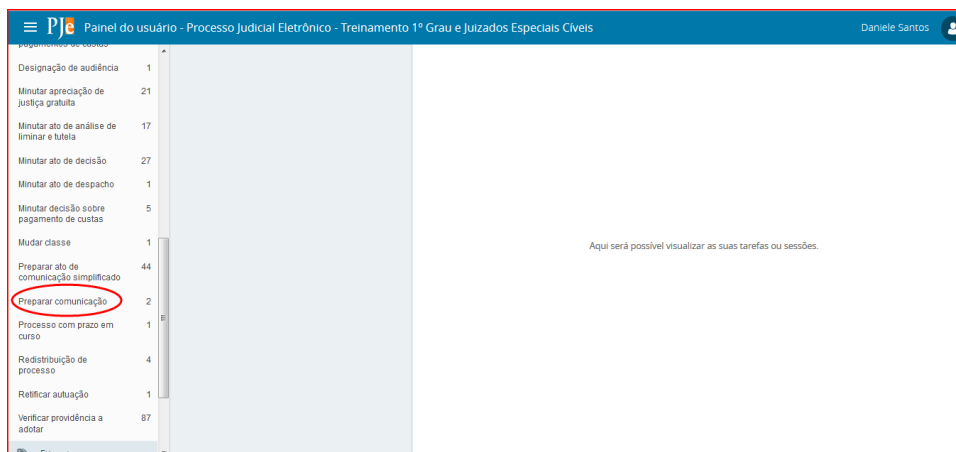 PJe Painel do usuário - Processo Judicial Eletrônico - Treinamento 1º Grau e Juizados Especiais Cíveis Daniele Santos
pagamentos de custas
Designação de audiência 1
Minutar apreciação de 21
justiça gratuita
Minutar ato de análise de 17
liminar e tutela
Minutar ato de decisão 27
Minutar ato de despacho 1
Minutar decisão sobre 5
pagamento de custas
Mudar classe 1
Preparar ato de 44
comunicação simplificado
Preparar comunicação 2
Processo com prazo em 1
curso
Redistribuição de 4
processo
Retificar autuação 1
Verificar providência a 87
adotar
Aqui será possível visualizar as suas tarefas ou sessões.